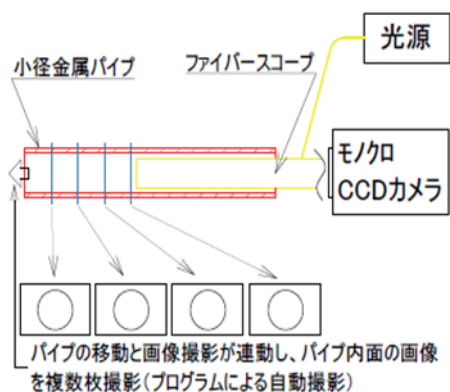 光源
小径金属パイプ
ファイバースコープ
モノクロ
CCDカメラ
パイプの移動と画像撮影が連動し、パイプ内面の画像
を複数枚撮影(プログラムによる自動撮影)